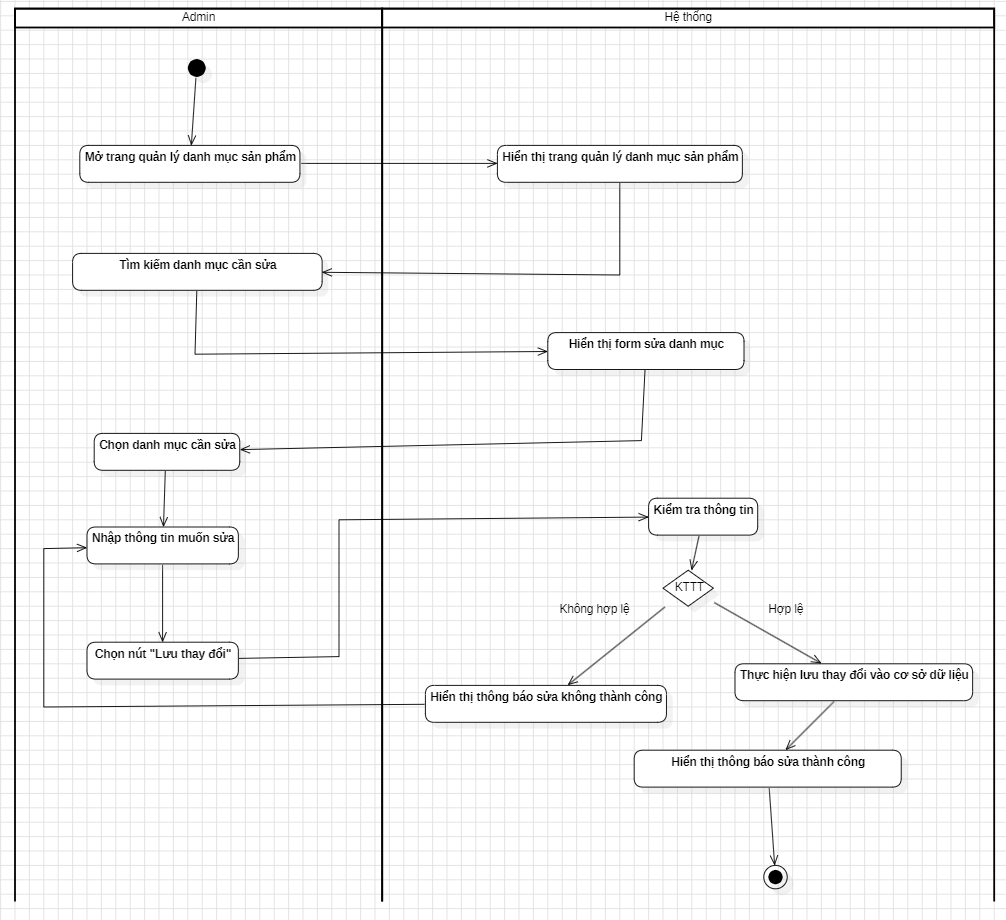 Admin
Hệ thống
Mở trang quản lý danh mục sản phẩm
Hiển thị trang quản lý danh mục sản phẩm
Tìm kiếm danh mục cần sửa
Hiển thị form sửa danh mục
Chọn danh mục cần sửa
Kiểm tra thông tin
Nhập thông tin muốn sửa
KTTT
Không hợp lệ
Hợp lệ
Chọn nút "Lưu thay đổi"
Thực hiện lưu thay đổi vào cơ sở dữ liệu
Hiển thị thông báo sửa không thành công
Hiển thị thông báo sửa thành công